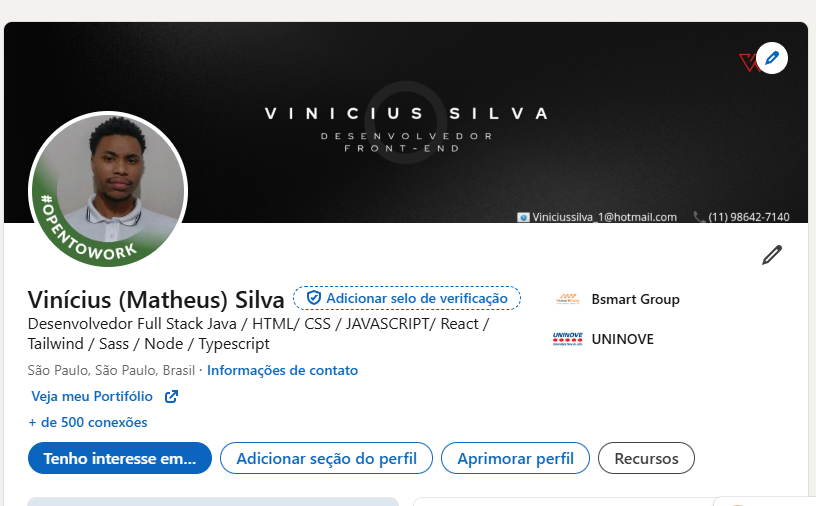 VINICIUS SILVA
DESENVOLVEDOR
FRONT-END
Viniciussilva_1@hotmail.com
(11) 98642-7140
#OPENTOWORK
Vinícius (Matheus) Silva
Adicionar selo de verificação
Desenvolvedor Full Stack Java / HTML/ CSS / JAVASCRIPT/ React /
Tailwind / Sass / Node / Typescript
São Paulo, São Paulo, Brasil · Informações de contato
Veja meu Portifólio
+ de 500 conexões
Bsmart Group
UNINOVE
UNINOVE
Tenho interesse em...
Adicionar seção do perfil
Aprimorar perfil
Recursos